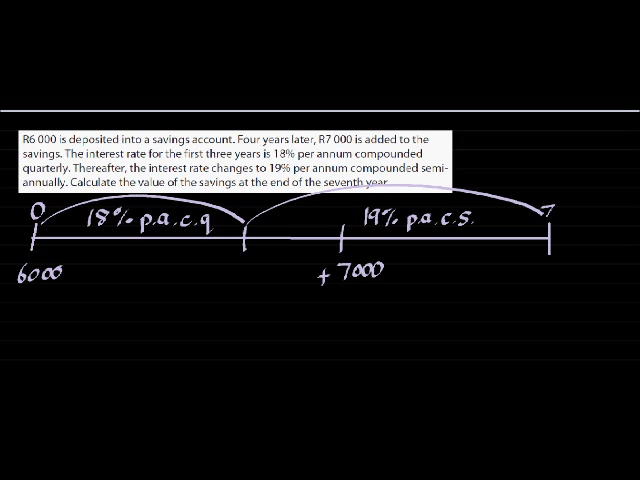 R6 000 is deposited into a savings account. Four years later, R7 000 is added to the
savings. The interest rate for the first three years is 18% per annum compounded
quarterly. Thereafter, the interest rate changes to 19% per annum compounded semi-
annually. Calculate the value of the savings at the end of the seventh year.
0 18% p.a.c.q 19% p.a.c.s. 7
6000 + 7000